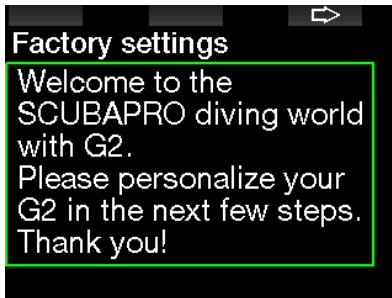 Factory settings
Welcome to the
SCUBAPRO diving world
with G2.
Please personalize your
G2 in the next few steps.
Thank you!